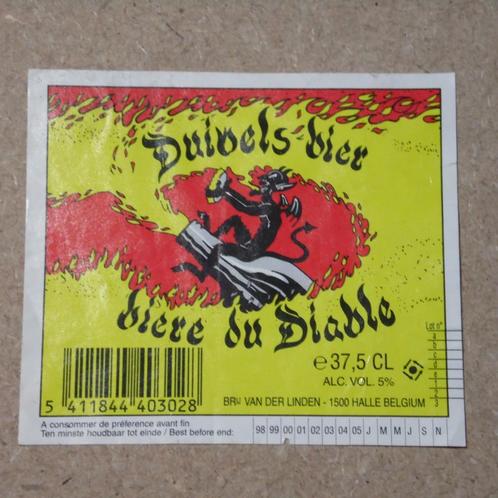 Duivels bier
bière du Diable
℮ 37,5 CL
ALC. VOL. 5%
5 411844 403028
BRIJ VAN DER LINDEN - 1500 HALLE BELGIUM
Lot n°
A consommer de préférence avant fin
Ten minste houdbaar tot einde / Best before end:
98 99 00 01 02 03 04 05 J M M J S N